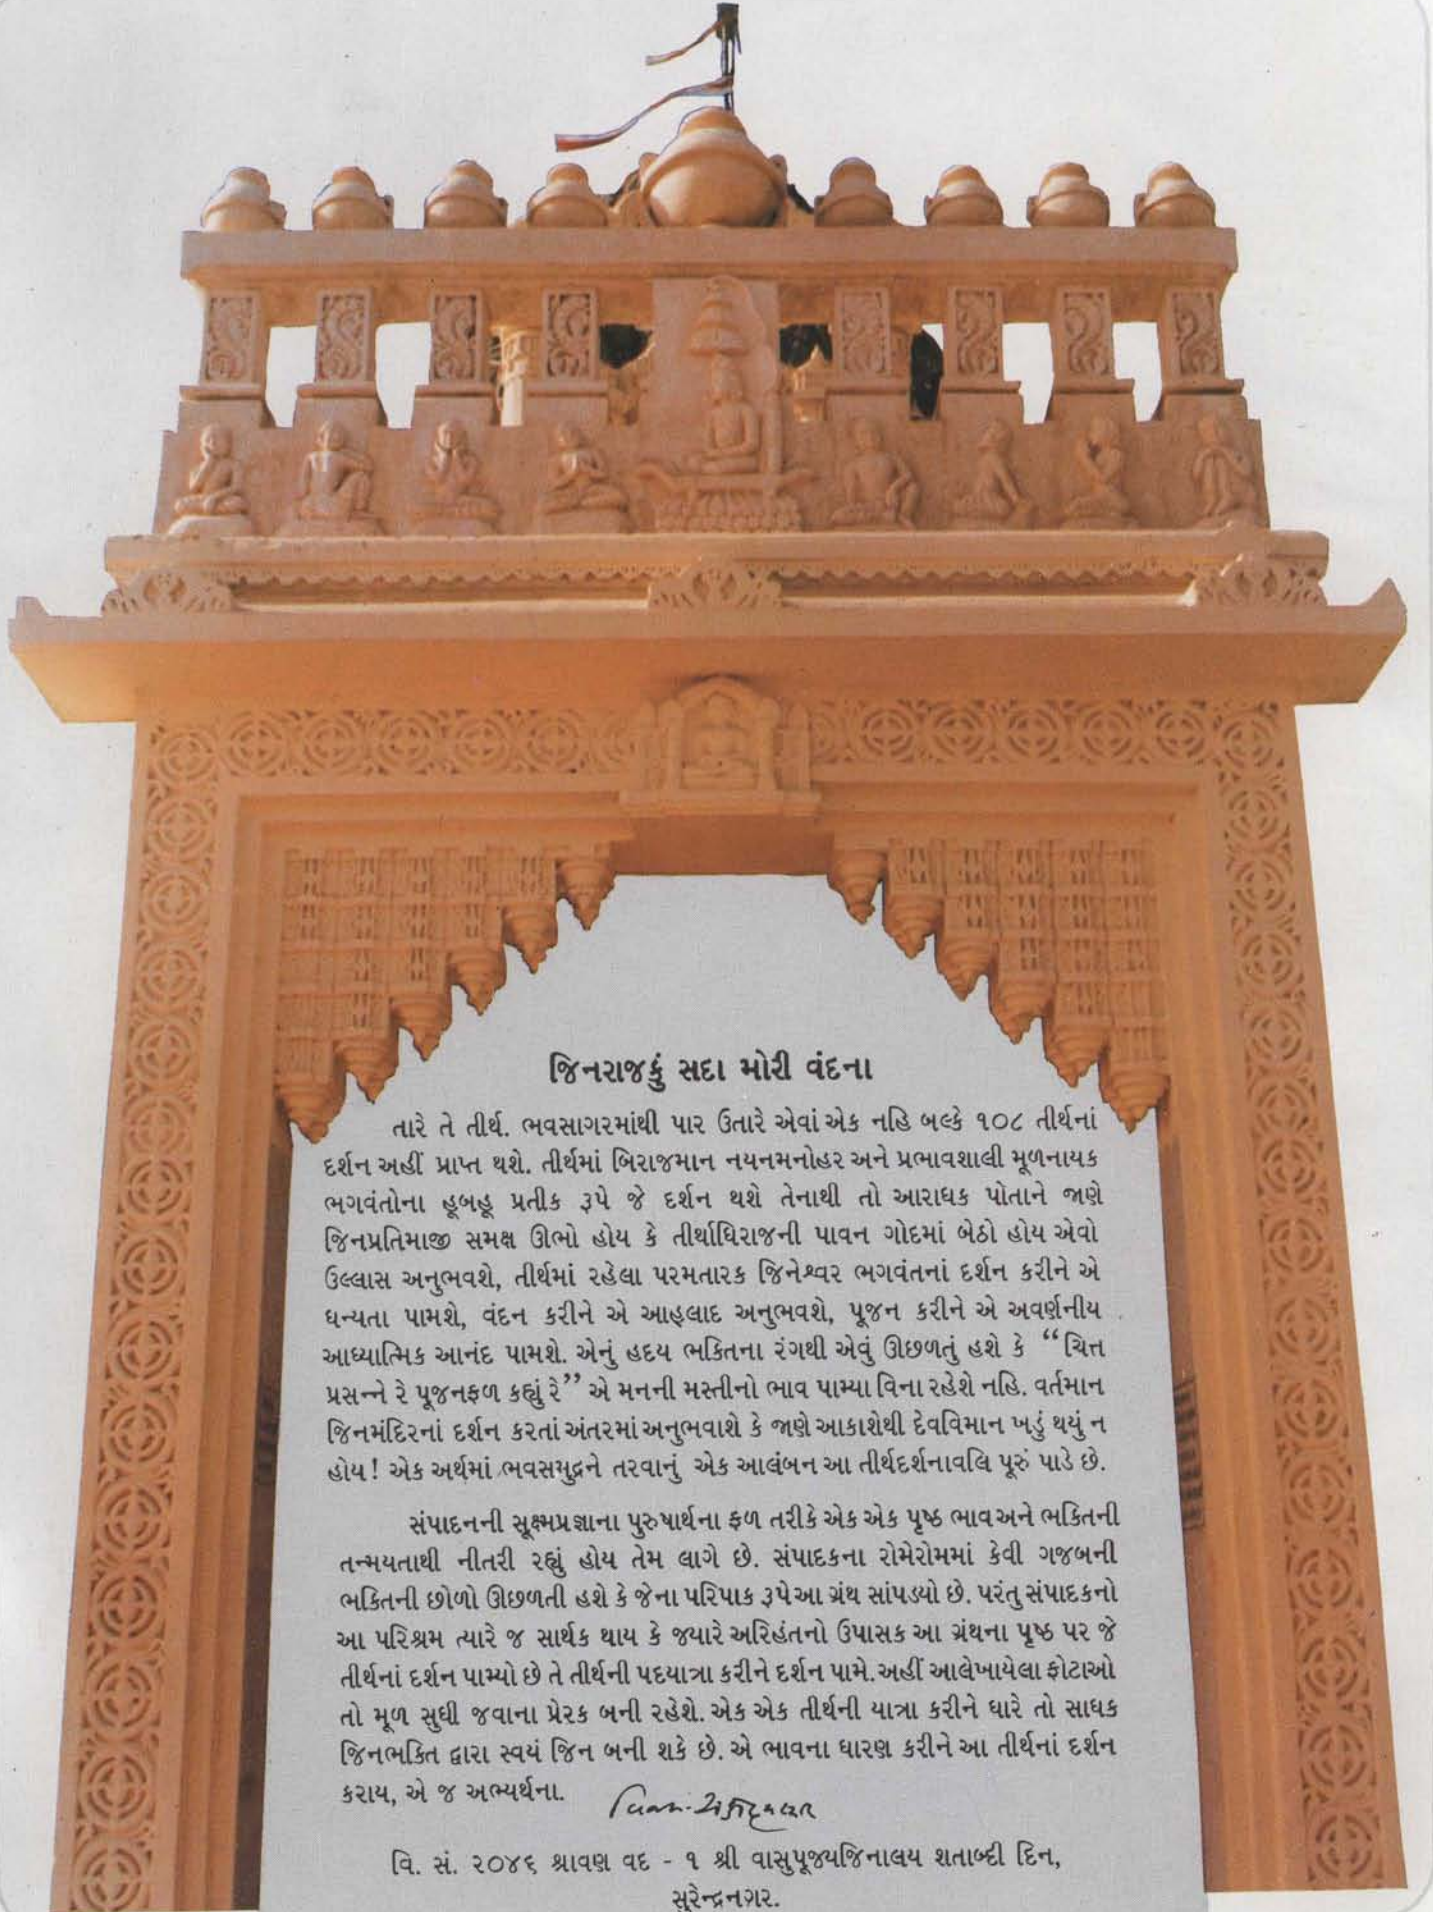 જિનરાજકું સદા મોરી વંદના
તારે તે તીર્થ. ભવસાગરમાંથી પાર ઉતારે એવાં એક નહિ બલ્કે ૧૦૮ તીર્થનાં
દર્શન અહીં પ્રાપ્ત થશે. તીર્થમાં બિરાજમાન નયનમનોહર અને પ્રભાવશાલી મૂળનાયક
ભગવંતોના હૂબહૂ પ્રતીક રૂપે જે દર્શન થશે તેનાથી તો આરાધક પોતાને જાણે
જિનપ્રતિમાજી સમક્ષ ઊભો હોય કે તીર્થાધિરાજની પાવન ગોદમાં બેઠો હોય એવો
ઉલ્લાસ અનુભવશે, તીર્થમાં રહેલા પરમતારક જિનેશ્વર ભગવંતનાં દર્શન કરીને એ
ધન્યતા પામશે, વંદન કરીને એ આહ્લાદ અનુભવશે, પૂજન કરીને એ અવર્ણનીય
આધ્યાત્મિક આનંદ પામશે. એનું હૃદય ભકિતના રંગથી એવું ઊછળતું હશે કે “ચિત્ત
પ્રસન્ને રે પૂજનફળ કહ્યું રે” એ મનની મસ્તીનો ભાવ પામ્યા વિના રહેશે નહિ. વર્તમાન
જિનમંદિરનાં દર્શન કરતાં અંતરમાં અનુભવાશે કે જાણે આકાશેથી દેવવિમાન ખડું થયું ન
હોય! એક અર્થમાં ભવસમુદ્રને તરવાનું એક આલંબન આ તીર્થદર્શનાવલિ પૂરું પાડે છે.
સંપાદનની સૂક્ષ્મપ્રજ્ઞાના પુરુષાર્થના ફળ તરીકે એક એક પૃષ્ઠ ભાવ અને ભકિતની
તન્મયતાથી નીતરી રહ્યું હોય તેમ લાગે છે. સંપાદકના રોમેરોમમાં કેવી ગજબની
ભકિતની છોળો ઊછળતી હશે કે જેના પરિપાક રૂપે આ ગ્રંથ સાંપડયો છે. પરંતુ સંપાદકનો
આ પરિશ્રમ ત્યારે જ સાર્થક થાય કે જયારે અરિહંતનો ઉપાસક આ ગ્રંથના પૃષ્ઠ પર જે
તીર્થનાં દર્શન પામ્યો છે તે તીર્થની પદયાત્રા કરીને દર્શન પામે. અહીં આલેખાયેલા ફોટાઓ
તો મૂળ સુધી જવાના પ્રેરક બની રહેશે. એક એક તીર્થની યાત્રા કરીને ધારે તો સાધક
જિનભકિત દ્વારા સ્વયં જિન બની શકે છે. એ ભાવના ધારણ કરીને આ તીર્થનાં દર્શન
કરાય, એ જ અભ્યર્થના.
વિ. સં. ૨૦૪૬ શ્રાવણ વદ - ૧ શ્રી વાસુપૂજ્યજિનાલય શતાબ્દી દિન,
સુરેન્દ્રનગર.